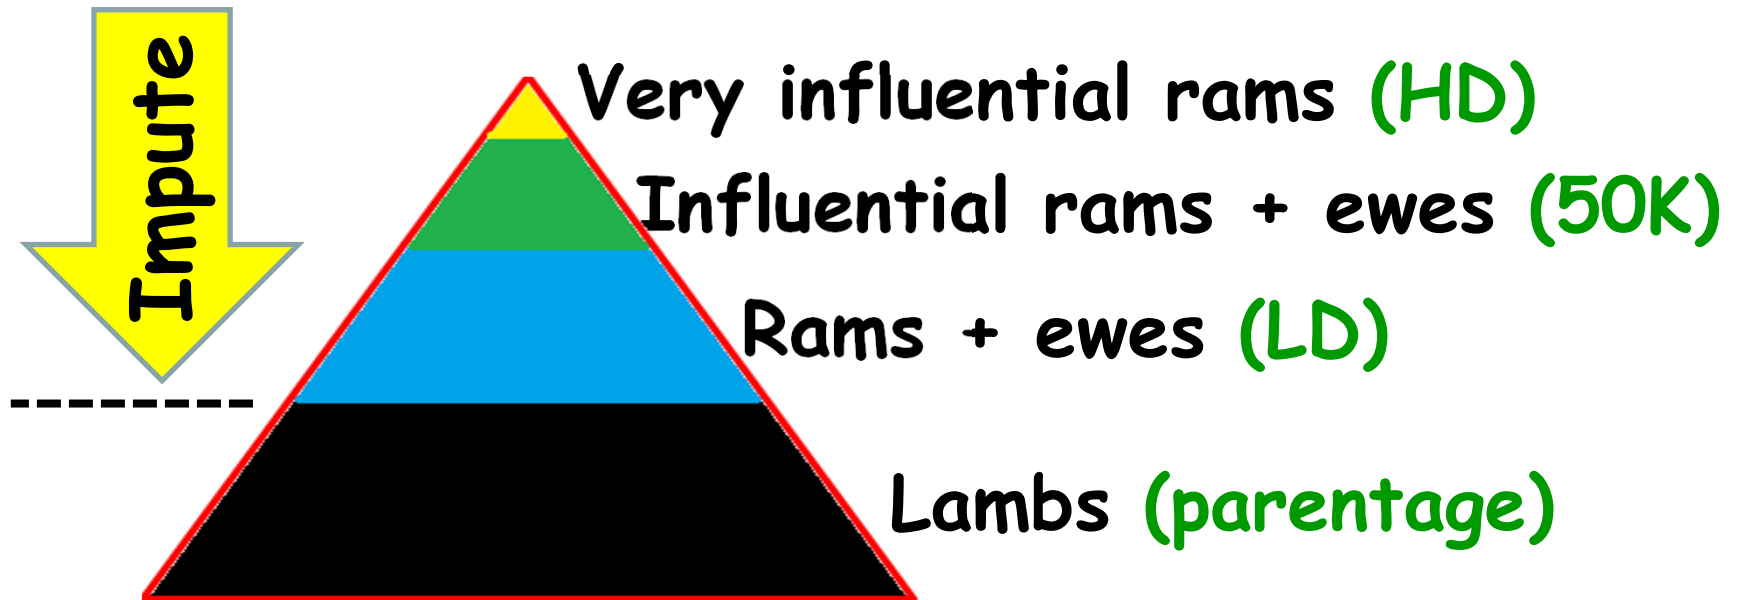 Impute
Very influential rams (HD)
Influential rams + ewes (50K)
Rams + ewes (LD)
Lambs (parentage)